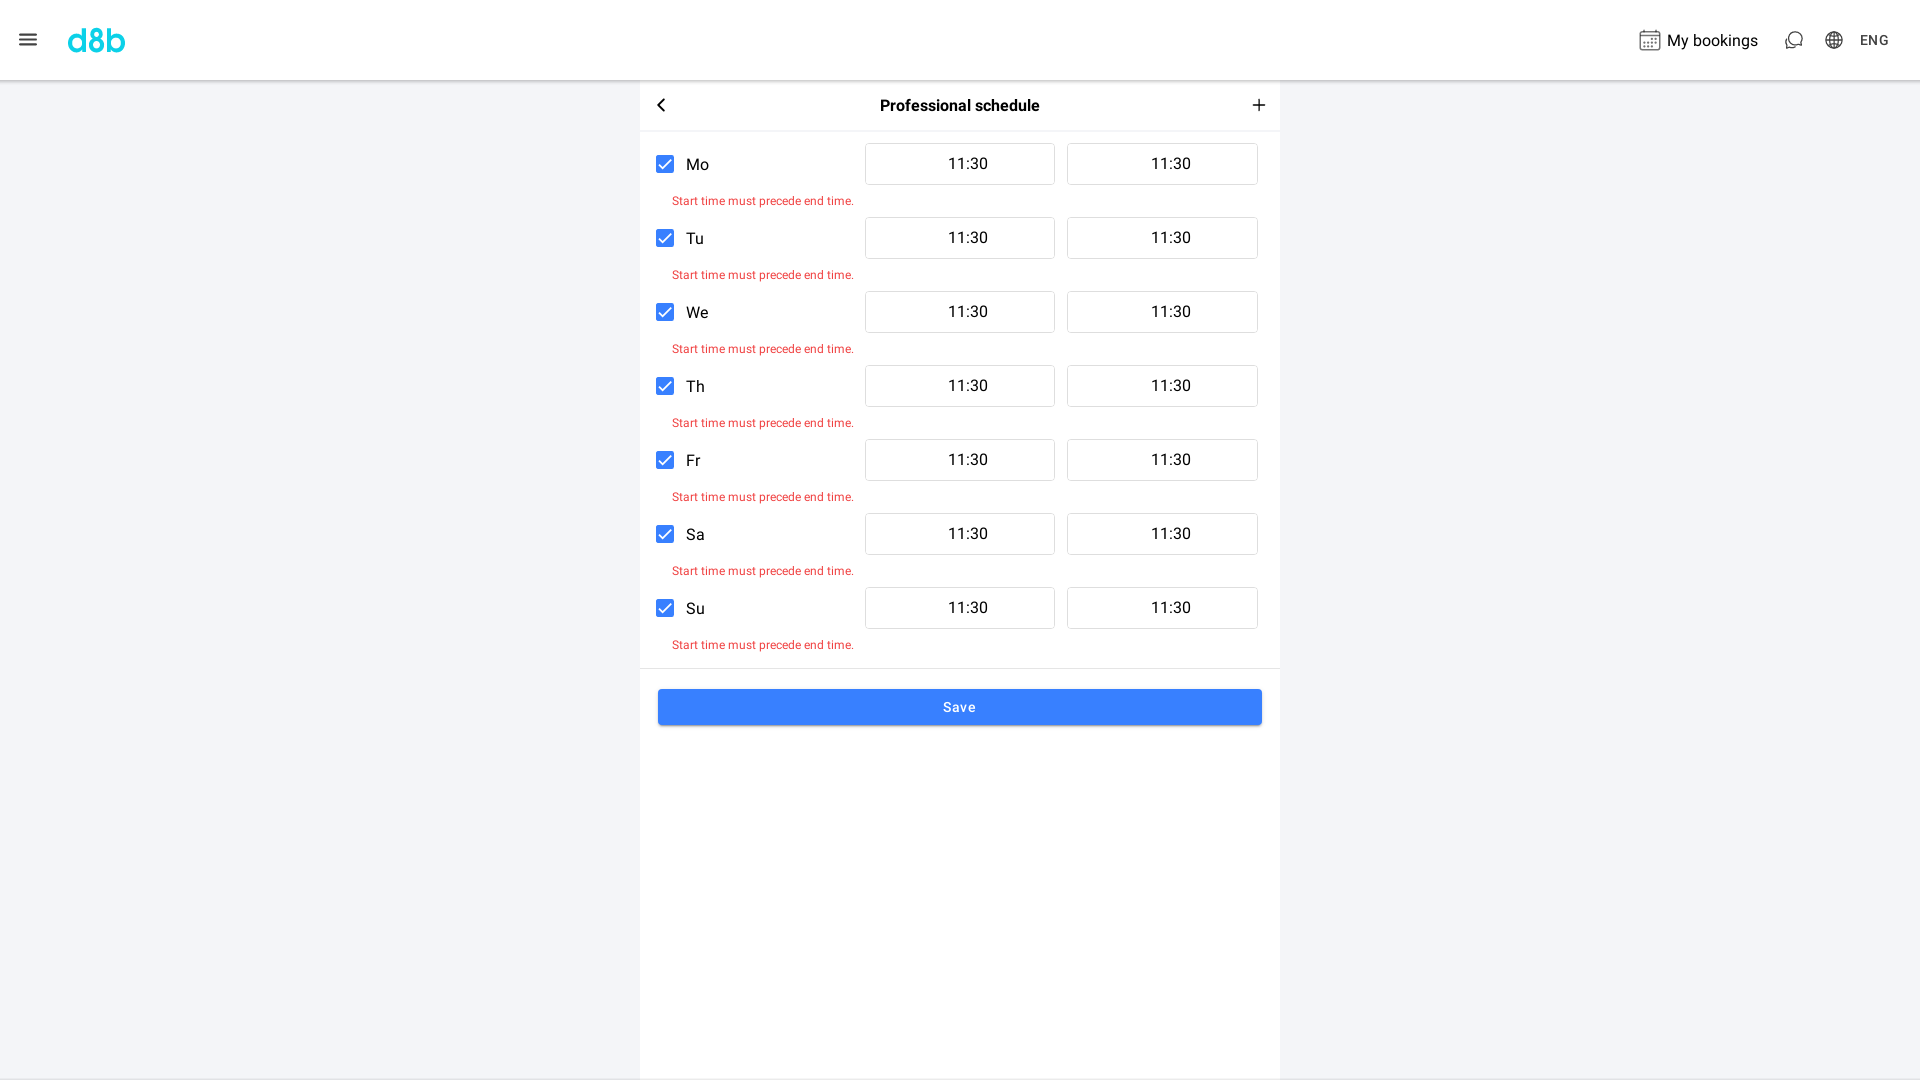 d8b
My bookings
ENG
Professional schedule
Mo 11:30 11:30
Start time must precede end time.
Tu 11:30 11:30
Start time must precede end time.
We 11:30 11:30
Start time must precede end time.
Th 11:30 11:30
Start time must precede end time.
Fr 11:30 11:30
Start time must precede end time.
Sa 11:30 11:30
Start time must precede end time.
Su 11:30 11:30
Start time must precede end time.
Save